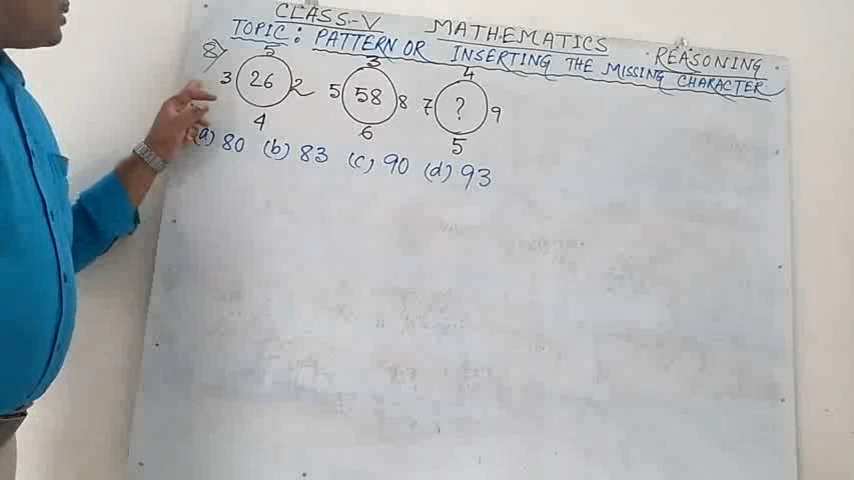 CLASS-V MATHEMATICS REASONING
TOPIC: PATTERN OR INSERTING THE MISSING CHARACTER
8) 5 3 4
3 26 2 5 58 8 7 ? 9
4 6 5
(a) 80 (b) 83 (c) 90 (d) 93